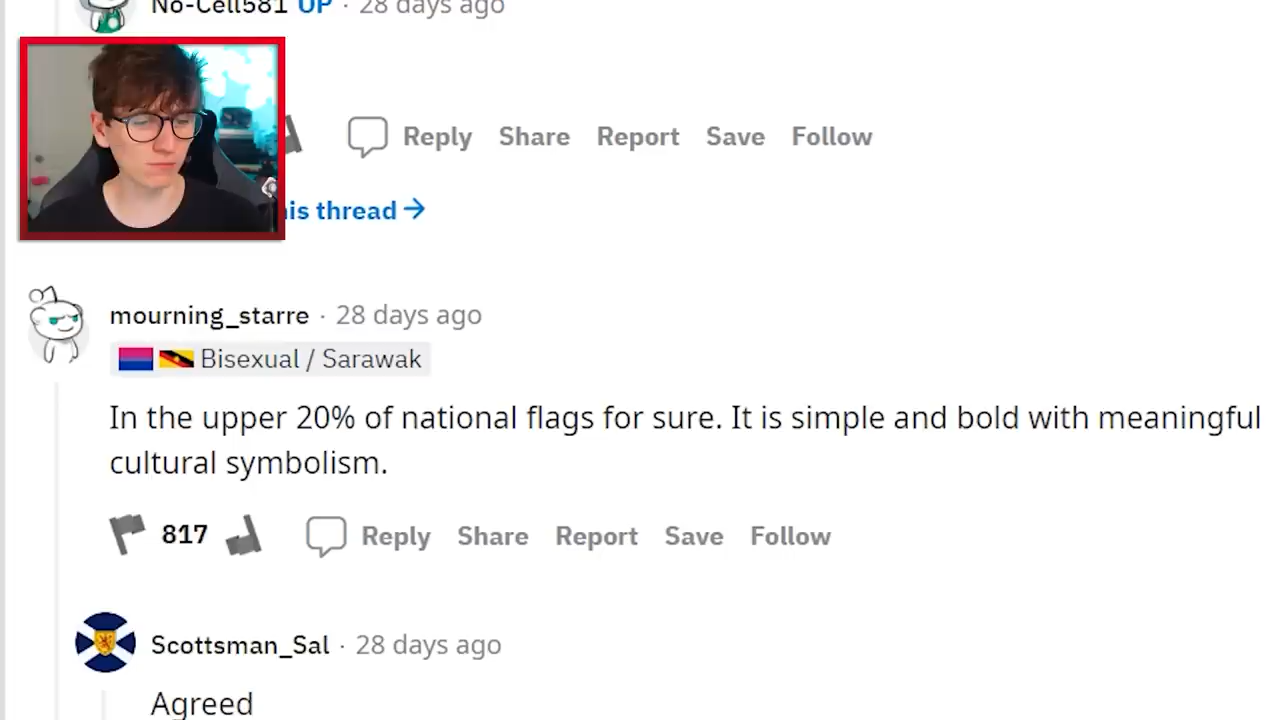 No-Cell581 UP · 28 days ago
Reply Share Report Save Follow
his thread →
mourning_starre · 28 days ago
Bisexual / Sarawak
In the upper 20% of national flags for sure. It is simple and bold with meaningful
cultural symbolism.
817 Reply Share Report Save Follow
Scottsman_Sal · 28 days ago
Agreed